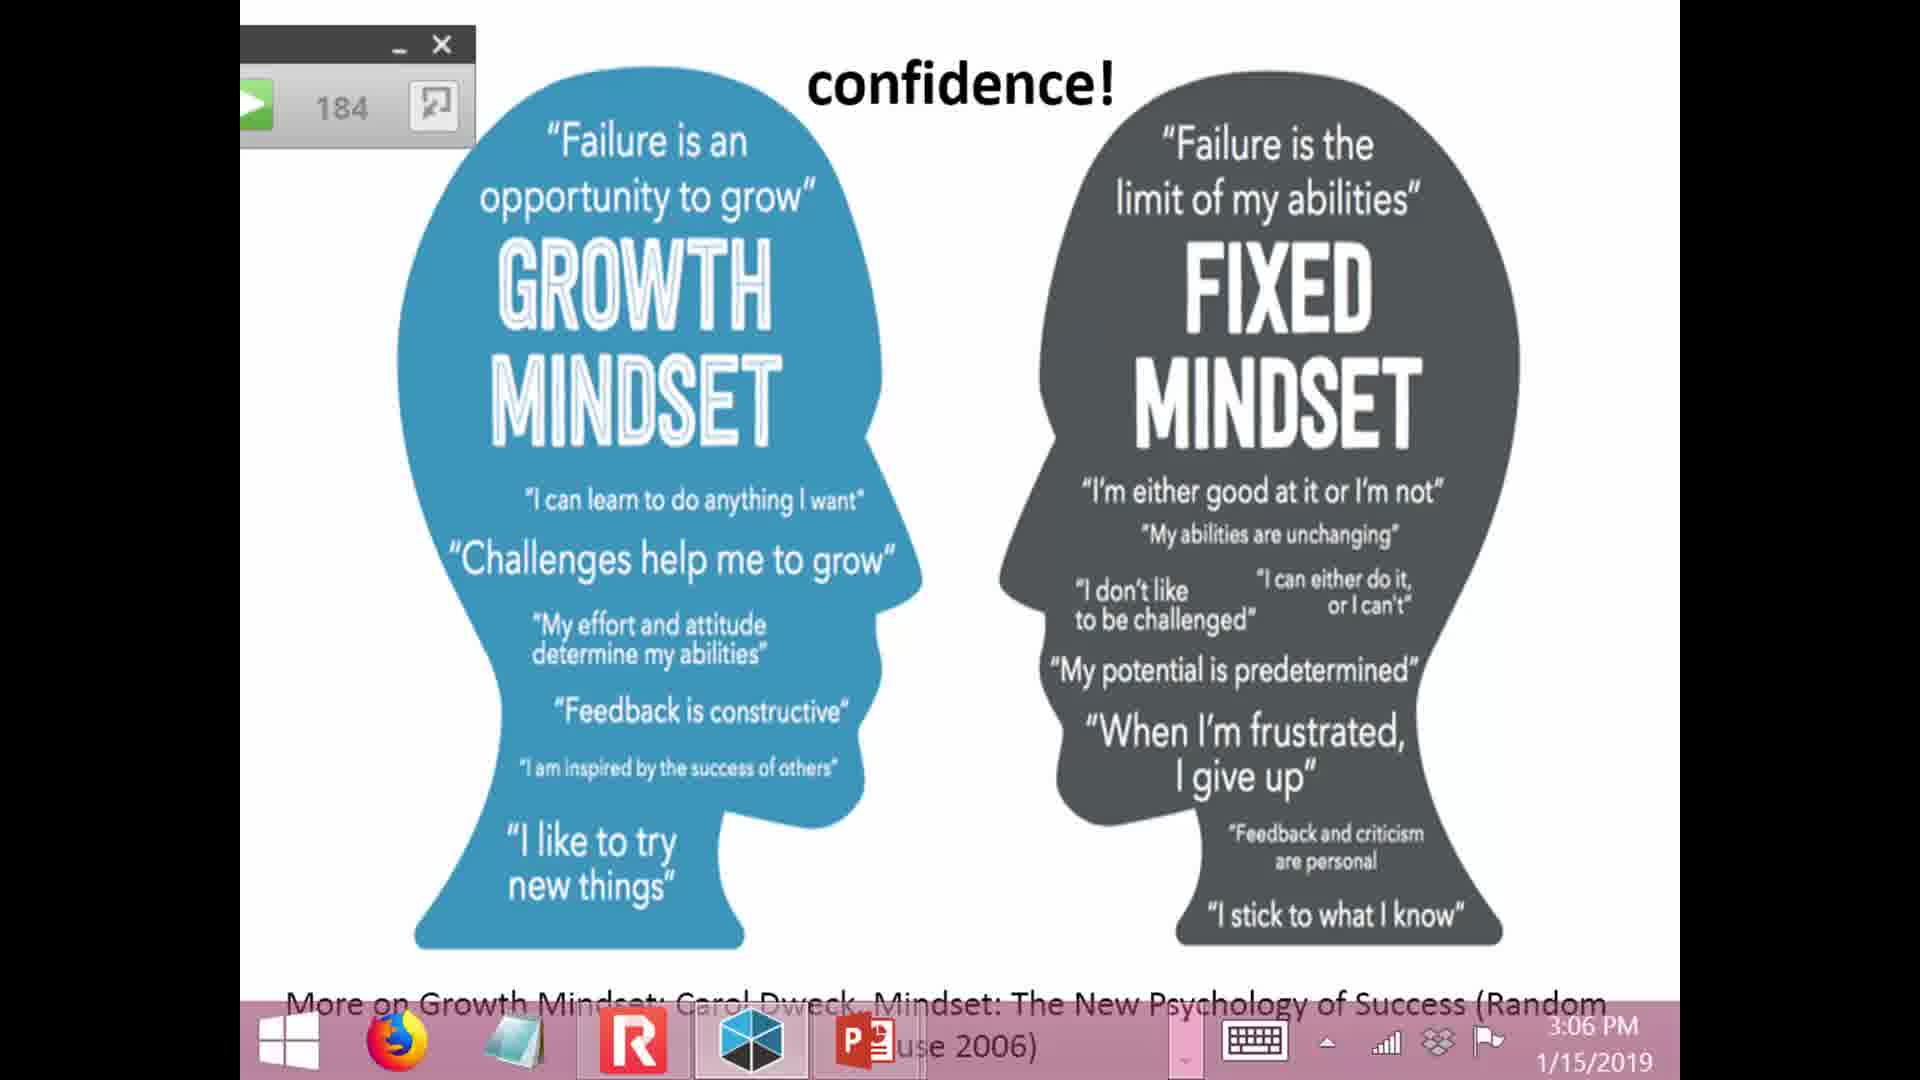 184
confidence!
“Failure is an
opportunity to grow”
GROWTH
MINDSET
“I can learn to do anything I want”
“Challenges help me to grow”
“My effort and attitude
determine my abilities”
“Feedback is constructive”
“I am inspired by the success of others”
“I like to try
new things”
“Failure is the
limit of my abilities”
FIXED
MINDSET
“I’m either good at it or I’m not”
“My abilities are unchanging”
“I don’t like
to be challenged”
“I can either do it,
or I can’t”
“My potential is predetermined”
“When I’m frustrated,
I give up”
“Feedback and criticism
are personal
“I stick to what I know”
More on Growth Mindset: Carol Dweck, Mindset: The New Psychology of Success (Random
use 2006)
R
P
3:06 PM
1/15/2019